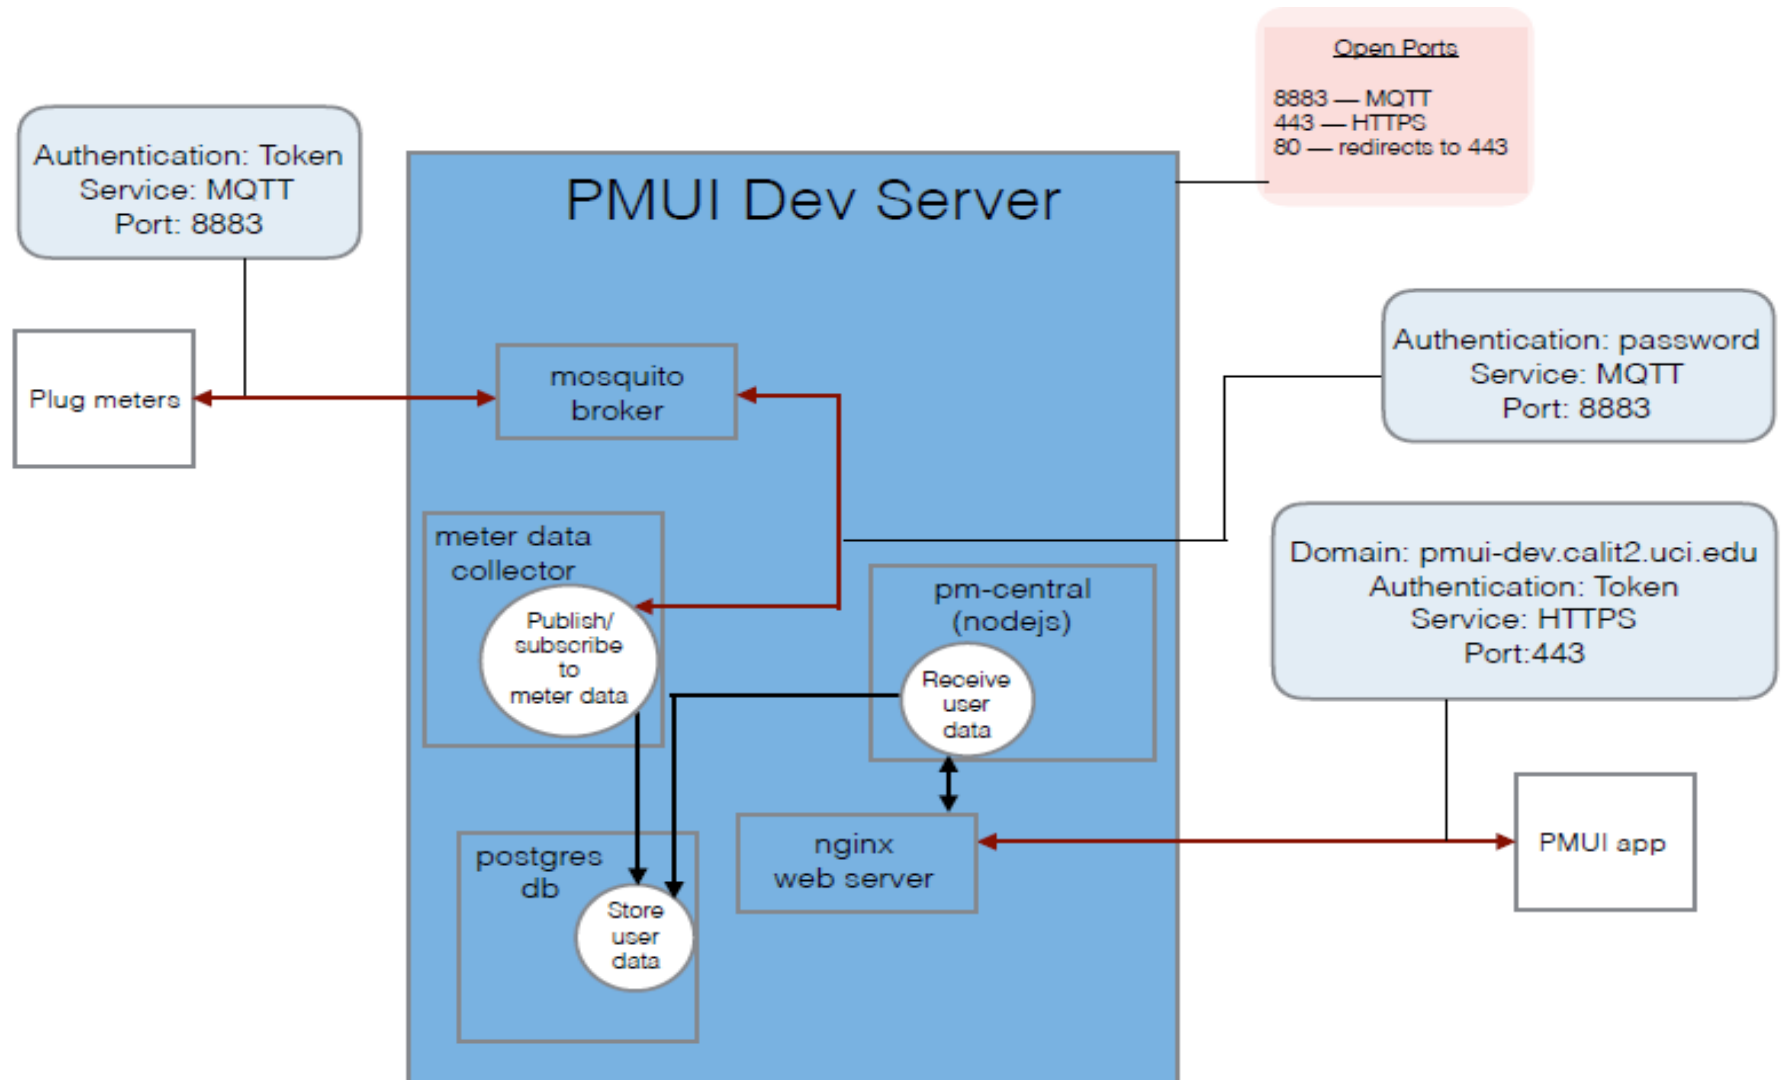 Open Ports
8883 — MQTT
443 — HTTPS
80 — redirects to 443
Authentication: Token
Service: MQTT
Port: 8883
PMUI Dev Server
Plug meters
mosquito
broker
Authentication: password
Service: MQTT
Port: 8883
meter data
collector
Publish/
subscribe
to
meter data
pm-central
(nodejs)
Receive
user
data
Domain: pmui-dev.calit2.uci.edu
Authentication: Token
Service: HTTPS
Port:443
postgres
db
Store
user
data
nginx
web server
PMUI app